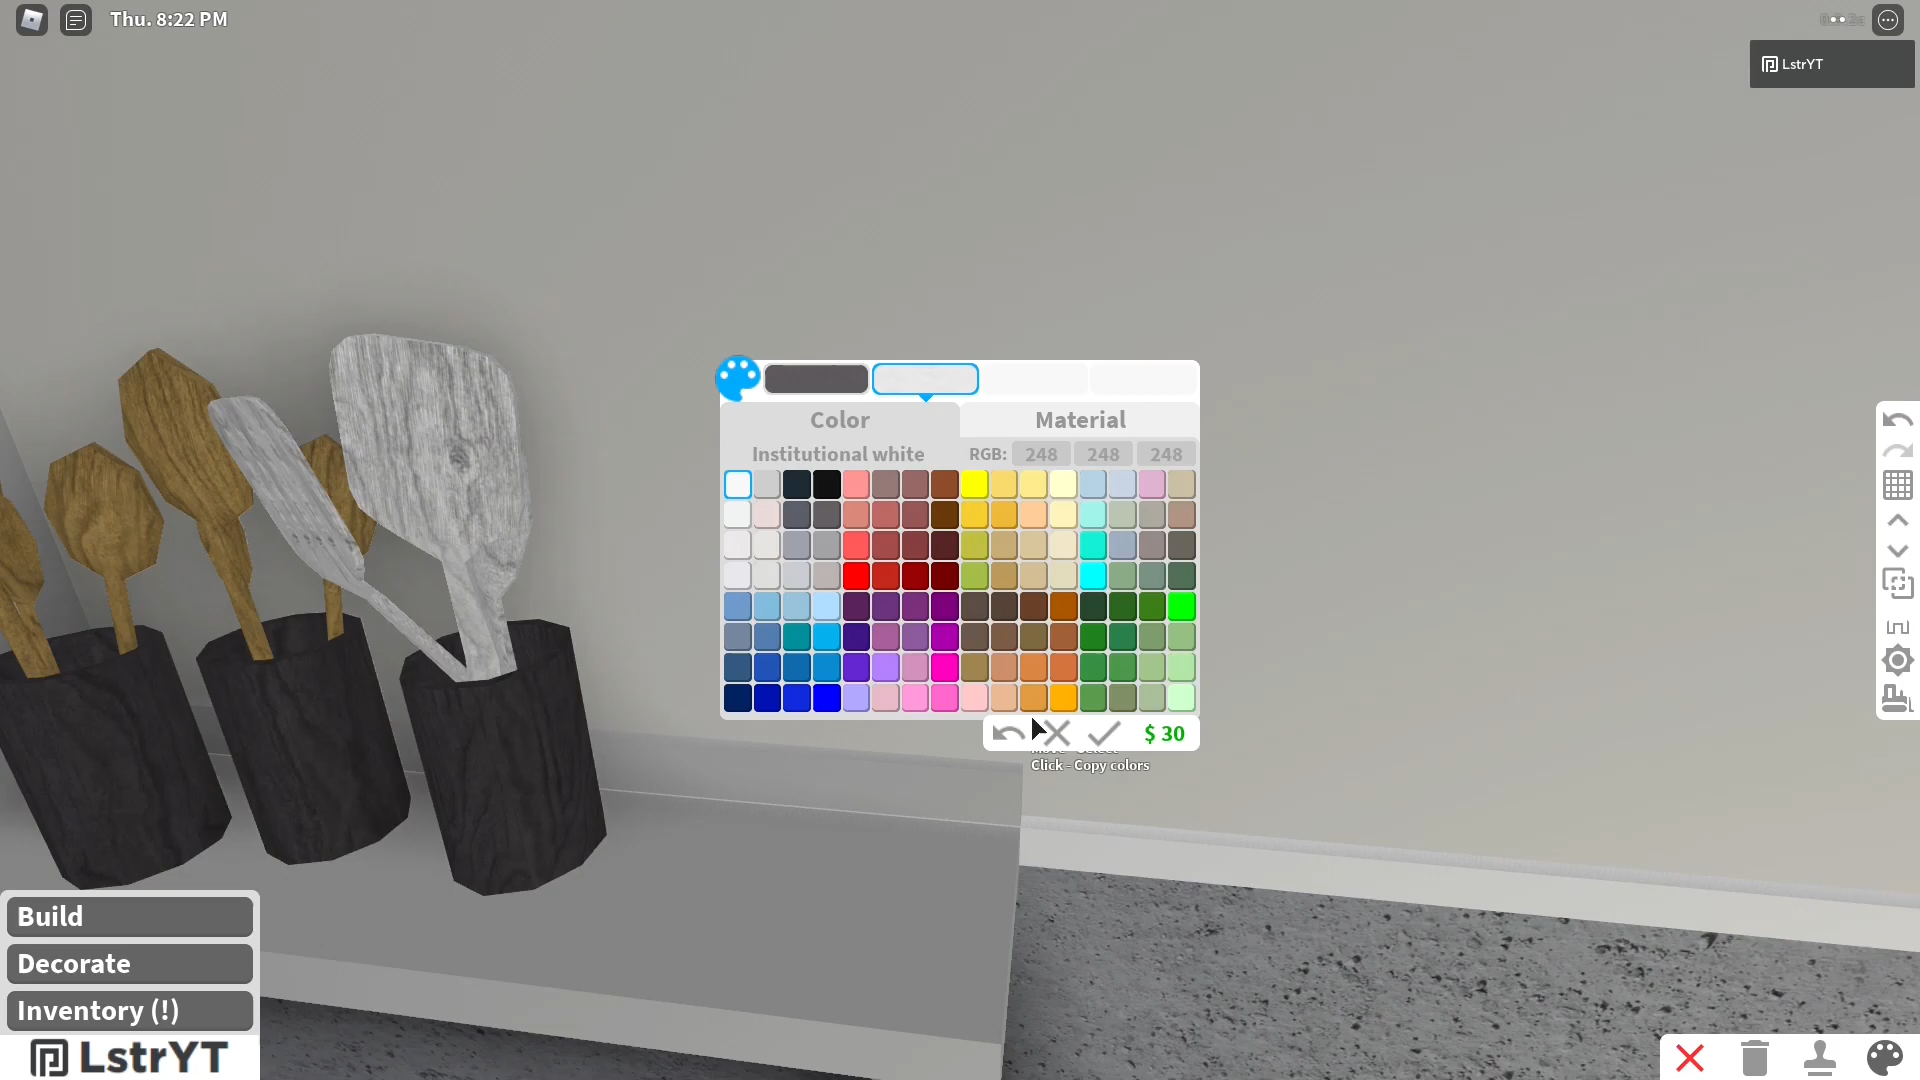 Thu. 8:22 PM
LstrYT
Color
Material
Institutional white
RGB: 248 248 248
$ 30
Click - Copy colors
Build
Decorate
Inventory (!)
LstrYT